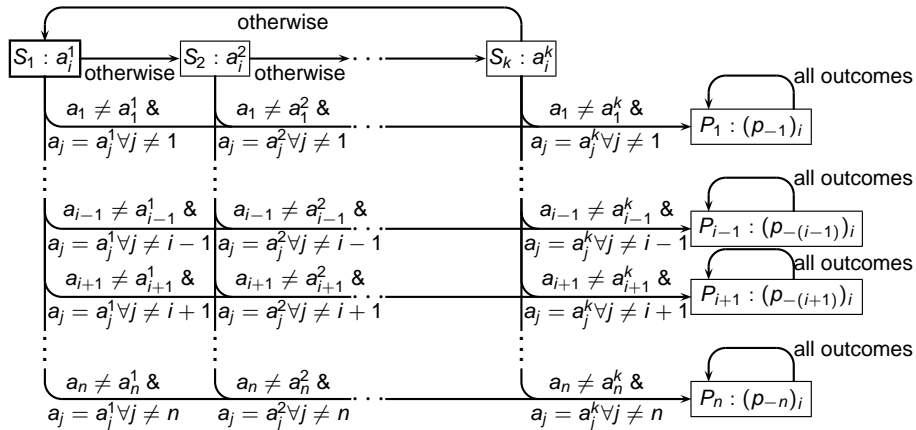 otherwise
S₁ : aᵢ¹ otherwise S₂ : aᵢ² otherwise · · · Sₖ : aᵢᵏ
all outcomes
a₁ ≠ a₁¹ & a₁ ≠ a₁² & a₁ ≠ a₁ᵏ &
aⱼ = aⱼ¹∀j ≠ 1 aⱼ = aⱼ²∀j ≠ 1 · · · aⱼ = aⱼᵏ∀j ≠ 1 P₁ : (p₋₁)ᵢ
all outcomes
aᵢ₋₁ ≠ aᵢ₋₁¹ & aᵢ₋₁ ≠ aᵢ₋₁² & aᵢ₋₁ ≠ aᵢ₋₁ᵏ &
aⱼ = aⱼ¹∀j ≠ i − 1 aⱼ = aⱼ²∀j ≠ i − 1 · · · aⱼ = aⱼᵏ∀j ≠ i − 1 Pᵢ₋₁ : (p₋₍ᵢ₋₁₎)ᵢ
all outcomes
aᵢ₊₁ ≠ aᵢ₊₁¹ & aᵢ₊₁ ≠ aᵢ₊₁² & aᵢ₊₁ ≠ aᵢ₊₁ᵏ &
aⱼ = aⱼ¹∀j ≠ i + 1 aⱼ = aⱼ²∀j ≠ i + 1 · · · aⱼ = aⱼᵏ∀j ≠ i + 1 Pᵢ₊₁ : (p₋₍ᵢ₊₁₎)ᵢ
all outcomes
aₙ ≠ aₙ¹ & aₙ ≠ aₙ² & aₙ ≠ aₙᵏ &
aⱼ = aⱼ¹∀j ≠ n aⱼ = aⱼ²∀j ≠ n · · · aⱼ = aⱼᵏ∀j ≠ n Pₙ : (p₋ₙ)ᵢ